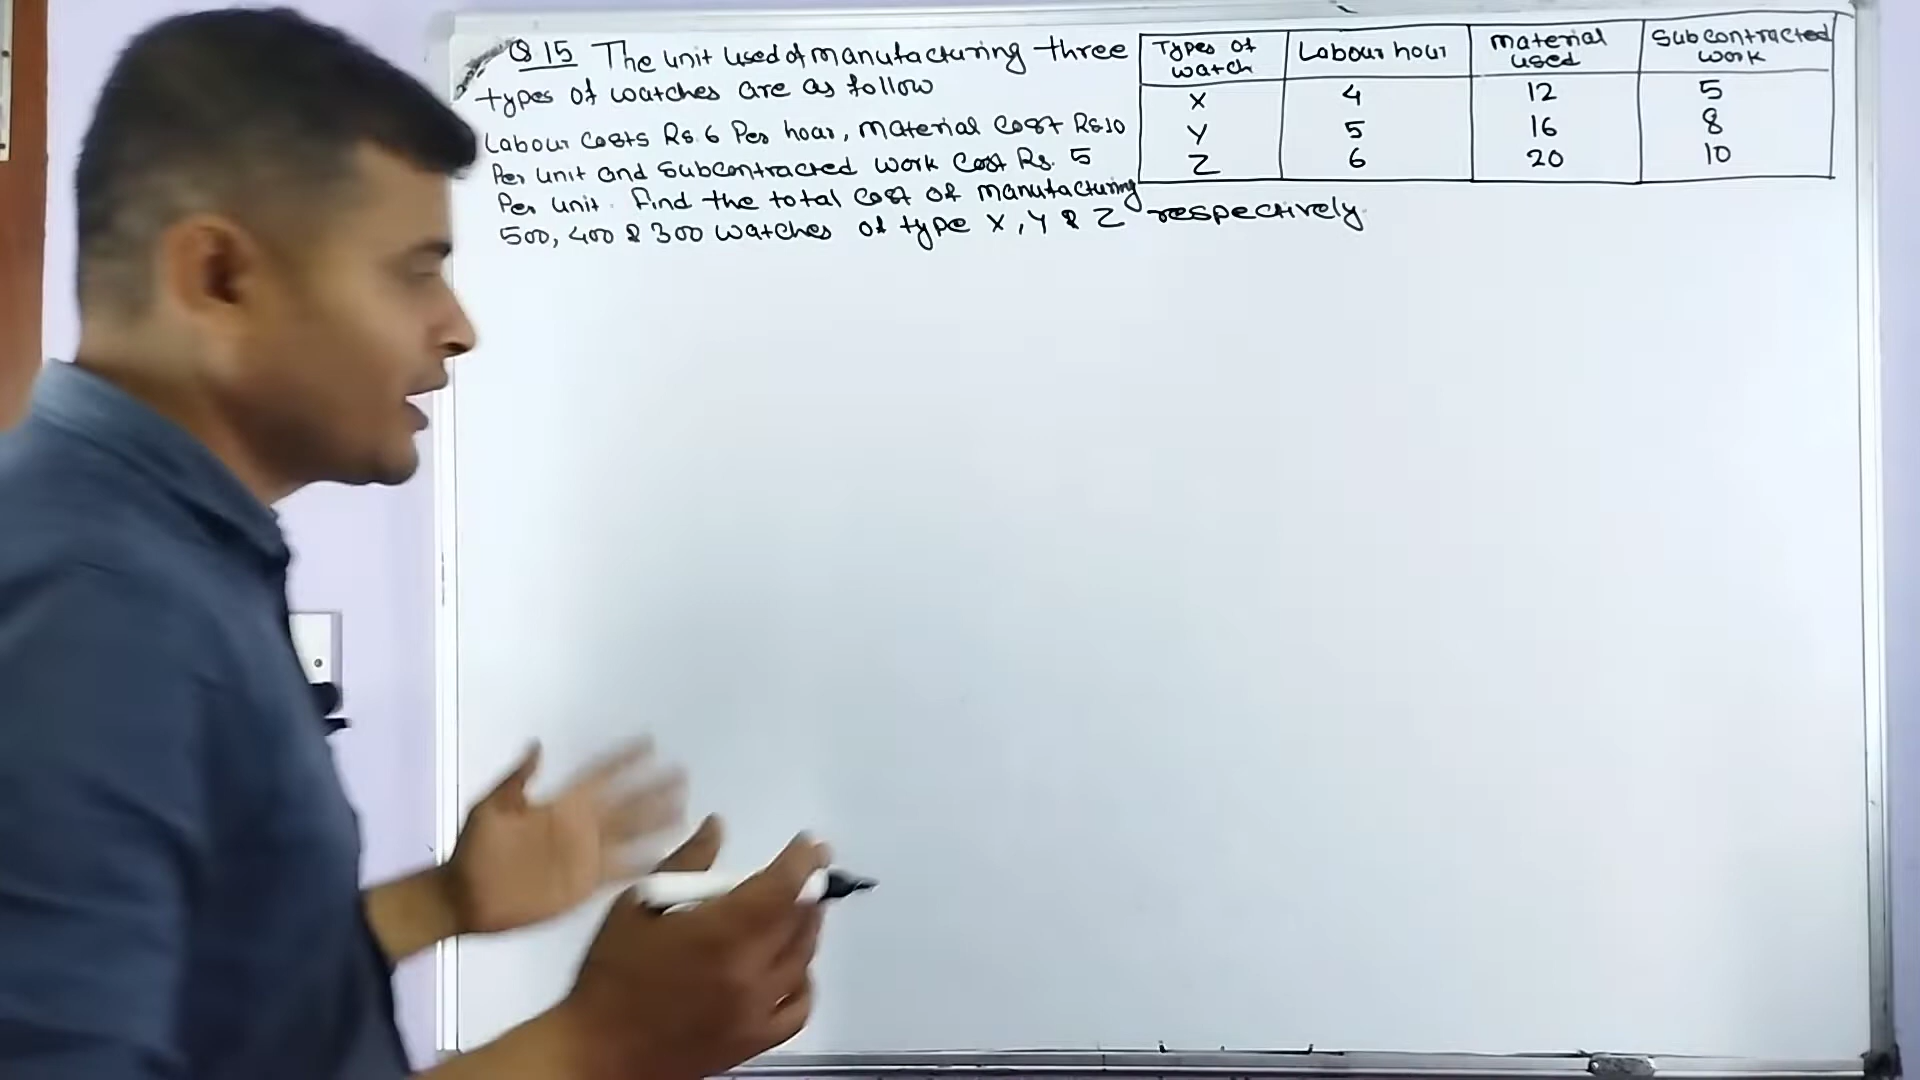 Q 15 The unit used of manufacturing three
types of watches are as follow
Labour Costs Rs. 6 Per hour, Material Cost Rs.10
Per unit and subcontracted work Cost Rs. 5
Per unit. Find the total cost of manufacturing
500, 400 & 300 watches of type X, Y & Z respectively.
Types of watch Labour hour Material used Subcontracted work
X 4 12 5
Y 5 16 8
Z 6 20 10